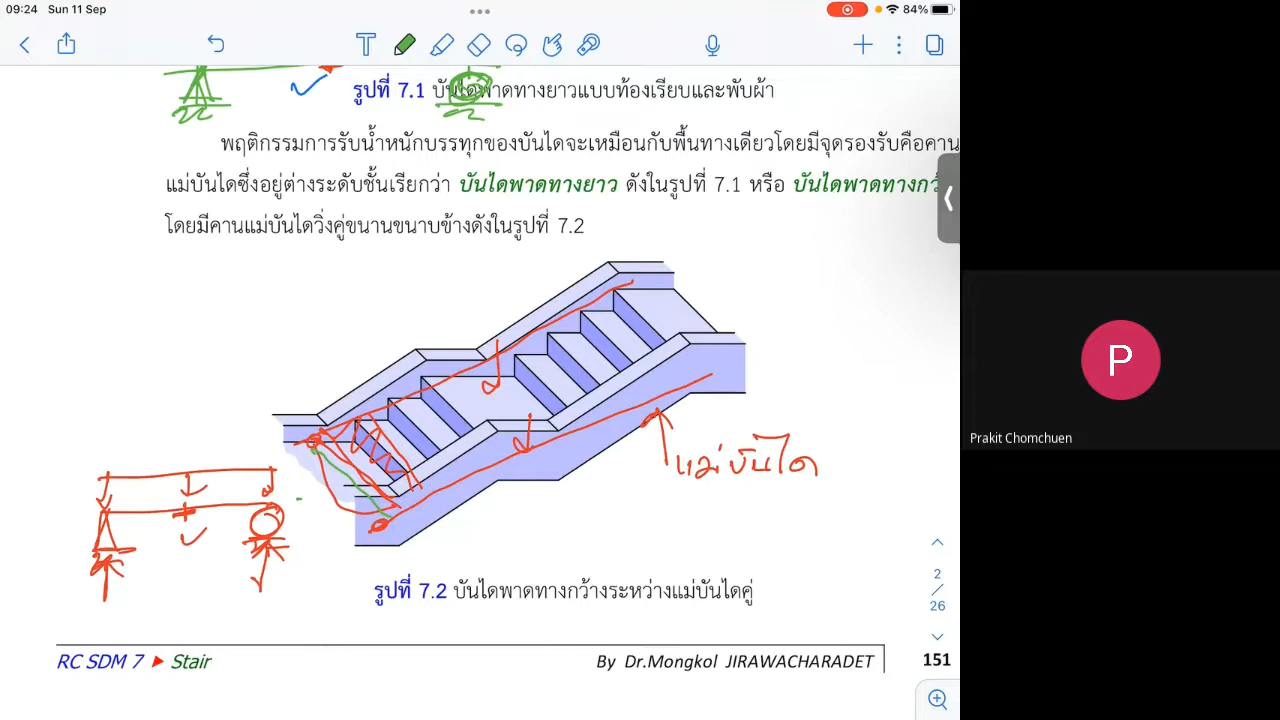 09:24 Sun 11 Sep
84%
รูปที่ 7.1 บันไดพาดทางยาวแบบท้องเรียบและพับผ้า
พฤติกรรมการรับน้ำหนักบรรทุกของบันไดจะเหมือนกับพื้นทางเดียวโดยมีจุดรองรับคือคาน
แม่บันไดซึ่งอยู่ต่างระดับชั้นเรียกว่า บันไดพาดทางยาว ดังในรูปที่ 7.1 หรือ บันไดพาดทางกว้
โดยมีคานแม่บันไดวิ่งคู่ขนานขนาบข้างดังในรูปที่ 7.2
แม่บันได
รูปที่ 7.2 บันไดพาดทางกว้างระหว่างแม่บันไดคู่
2
/
26
RC SDM 7 Stair
By Dr.Mongkol JIRAWACHARADET
151
P
Prakit Chomchuen